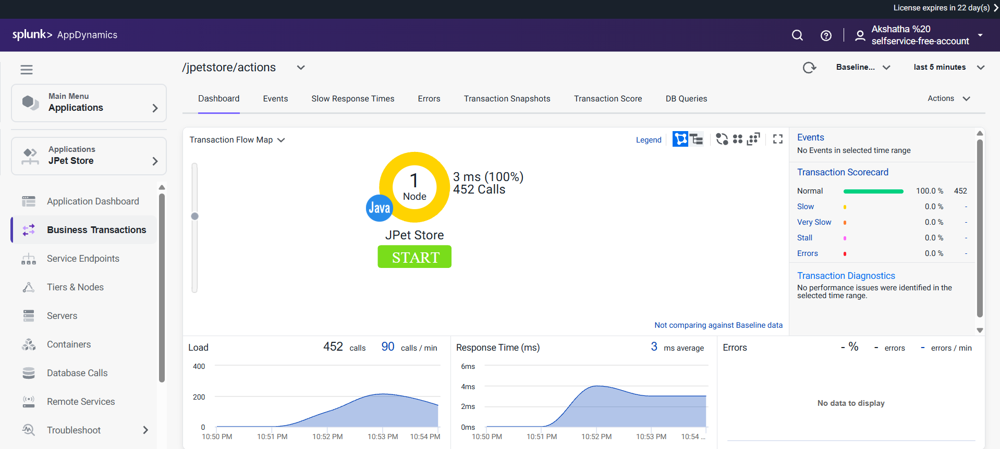 License expires in 22 day(s)
splunk> AppDynamics
Akshatha %20
selfservice-free-account
Main Menu
Applications
Applications
JPet Store
Application Dashboard
Business Transactions
Service Endpoints
Tiers & Nodes
Servers
Containers
Database Calls
Remote Services
Troubleshoot
/jpetstore/actions
Baseline...
last 5 minutes
Dashboard Events Slow Response Times Errors Transaction Snapshots Transaction Score DB Queries
Actions
Transaction Flow Map
Legend
1
Node
Java
3 ms (100%)
452 Calls
JPet Store
START
Not comparing against Baseline data
Events
No Events in selected time range
Transaction Scorecard
Normal 100.0 % 452
Slow 0.0 % -
Very Slow 0.0 % -
Stall 0.0 % -
Errors 0.0 % -
Transaction Diagnostics
No performance issues were identified in the
selected time range.
Load 452 calls 90 calls / min
400
200
0
10:50 PM 10:51 PM 10:52 PM 10:53 PM 10:54 PM
Response Time (ms) 3 ms average
6ms
4ms
2ms
0ms
10:50 PM 10:51 PM 10:52 PM 10:53 PM 10:54 ...
Errors - % - errors - errors / min
No data to display